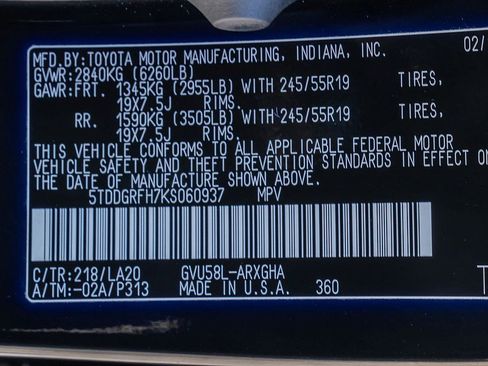 MFD.BY:TOYOTA MOTOR MANUFACTURING, INDIANA, INC. 02/
GVWR:2840KG (6260LB)
GAWR:FRT. 1345KG (2955LB) WITH 245/55R19 TIRES,
19X7.5J RIMS.
RR. 1590KG (3505LB) WITH 245/55R19 TIRES,
19X7.5J RIMS.
THIS VEHICLE CONFORMS TO ALL APPLICABLE FEDERAL MOTOR
VEHICLE SAFETY AND THEFT PREVENTION STANDARDS IN EFFECT ON
THE DATE OF MANUFACTURE SHOWN ABOVE.
5TDDGRFH7KS060937 MPV
C/TR:218/LA20 GVU58L-ARXGHA
A/TM:-02A/P313 MADE IN U.S.A. 360 T